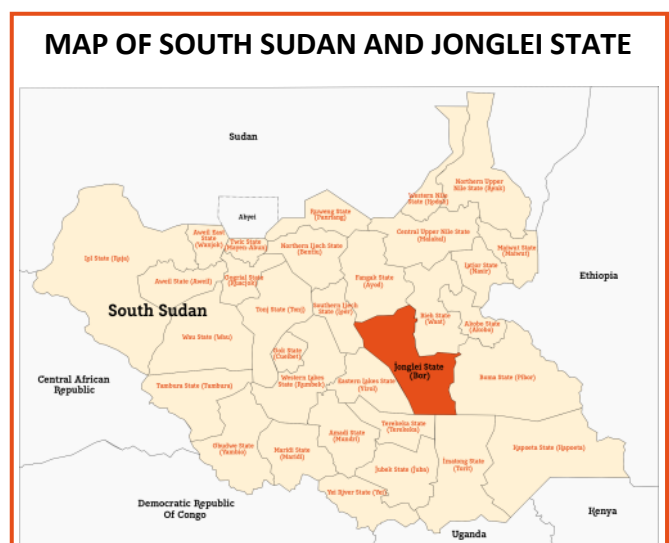 MAP OF SOUTH SUDAN AND JONGLEI STATE
Sudan
Abyei
Ruweng State
(Panriang)
Western Nile
State (Kodok)
Northern Upper
Nile State (Renk)
Aweil East
State
(Wanjok)
Twic State
(Mayen Abun)
Northern Liech State
(Bentiu)
Central Upper Nile State
(Malakal)
Maiwut State
(Maiwut)
Lol State (Raja)
Aweil State (Aweil)
Gogrial State
(Kuacjok)
Fangak State
(Ayod)
Latjor State
(Nasir)
Ethiopia
South Sudan
Tonj State (Tonj)
Southern Liech
State (Leer)
Bieh State
(Waat)
Akobo State
(Akobo)
Wau State (Wau)
Gok State
(Cueibet)
Jonglei State
(Bor)
Boma State (Pibor)
Central African
Republic
Tambura State (Tambura)
Western Lakes
State (Rumbek)
Eastern Lakes State
(Yirol)
Gbudwe State
(Yambio)
Maridi State
(Maridi)
Amadi State
(Mundri)
Terekeka State
(Terekeka)
Jubek State (Juba)
Imatong State
(Torit)
Kapoeta State (Kapoeta)
Yei River State (Yei)
Democratic Republic
Of Congo
Uganda
Kenya